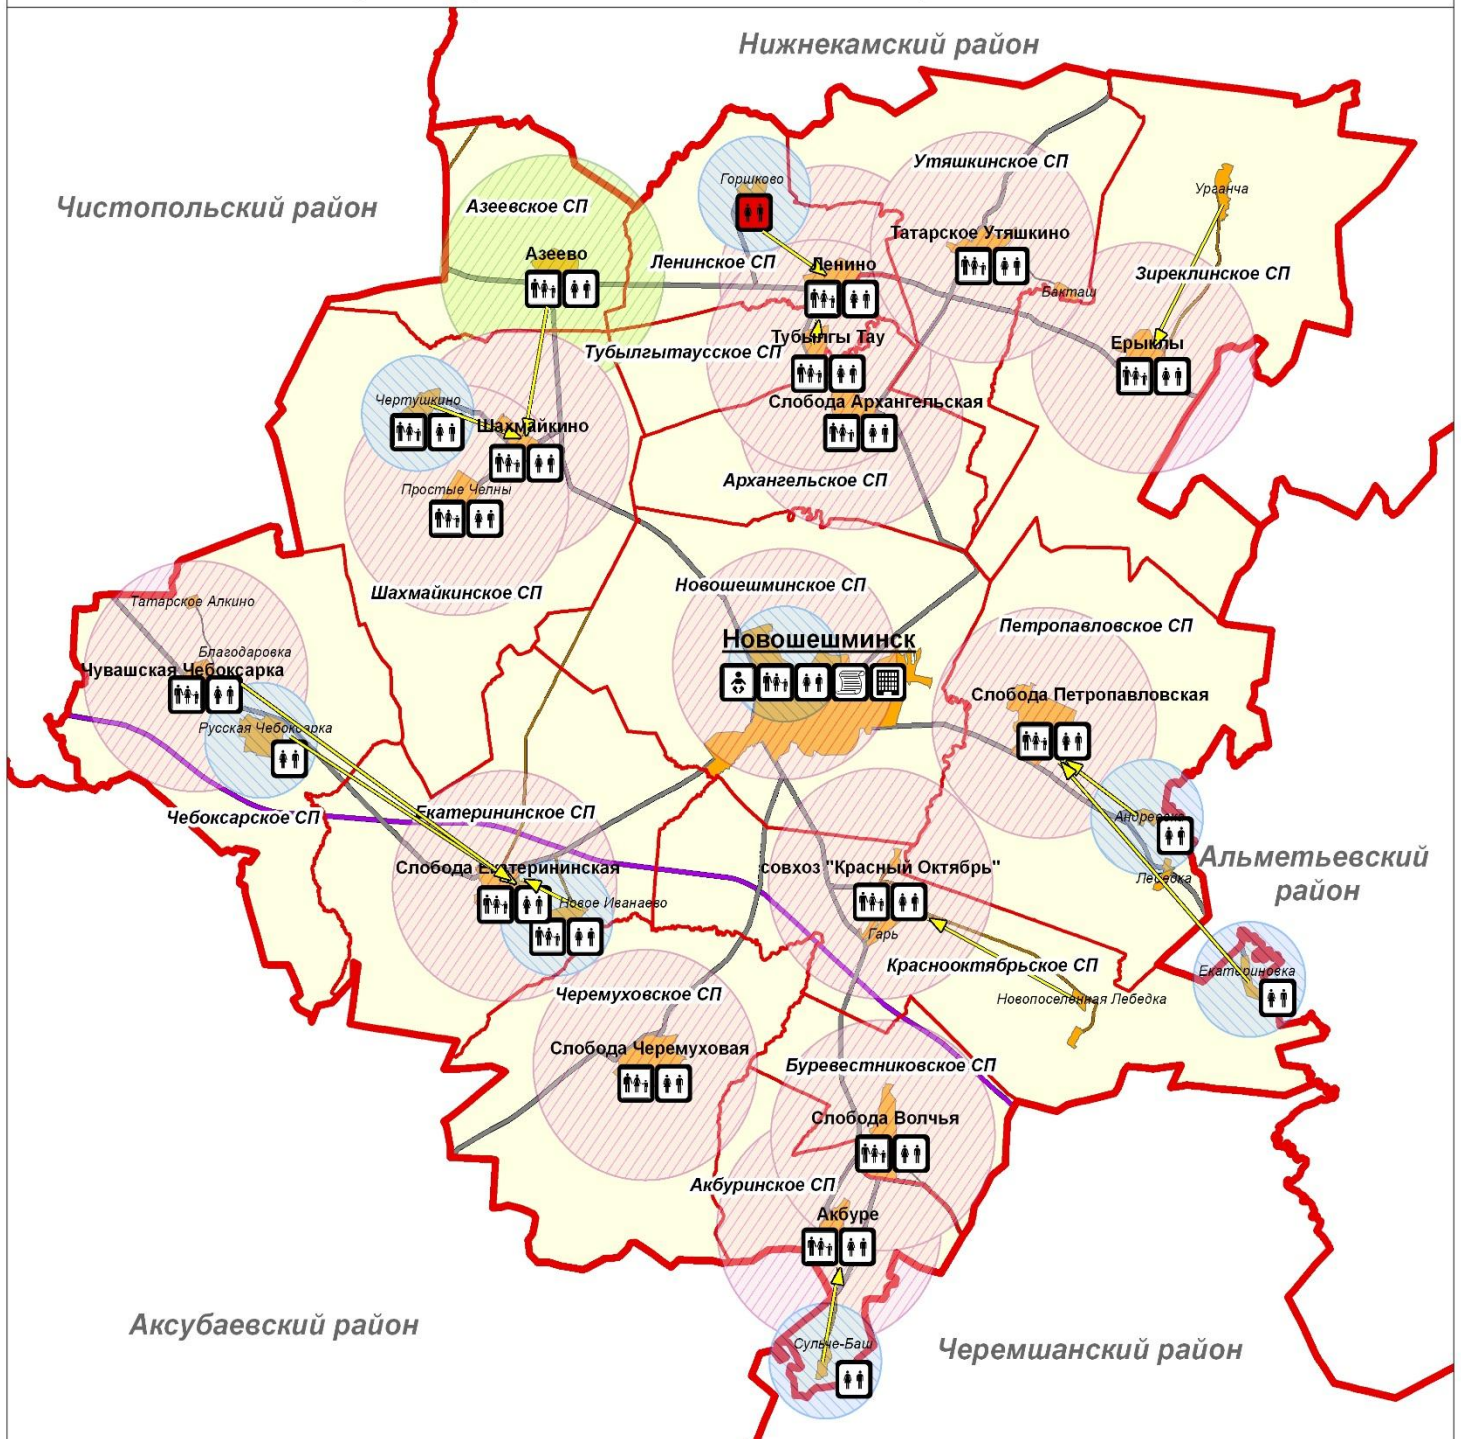 Нижнекамский район
Чистопольский район
Утяшкинское СП
Горшково
Урганча
Азеевское СП
Татарское Утяшкино
Азеево
Ленинское СП
Ленино
Зиреклинское СП
Бакташ
Тубылгы Тау
Ерыклы
Тубылгытаусское СП
Чертушкино
Слобода Архангельская
Шахмайкино
Архангельское СП
Простые Челны
Новошешминское СП
Шахмайкинское СП
Татарское Алкино
Петропавловское СП
Новошешминск
Благодаровка
Чувашская Чебоксарка
Слобода Петропавловская
Русская Чебоксарка
Чебоксарское СП
Екатерининское СП
Андреевка
Альметьевский
район
Слобода Екатерининская
совхоз "Красный Октябрь"
Лебедка
Новое Иванаево
Гарь
Краснооктябрьское СП
Екатериновка
Черемуховское СП
Новопоселенная Лебедка
Слобода Черемуховая
Буревестниковское СП
Слобода Волчья
Акбуринское СП
Акбуре
Аксубаевский район
Сульче-Баш
Черемшанский район